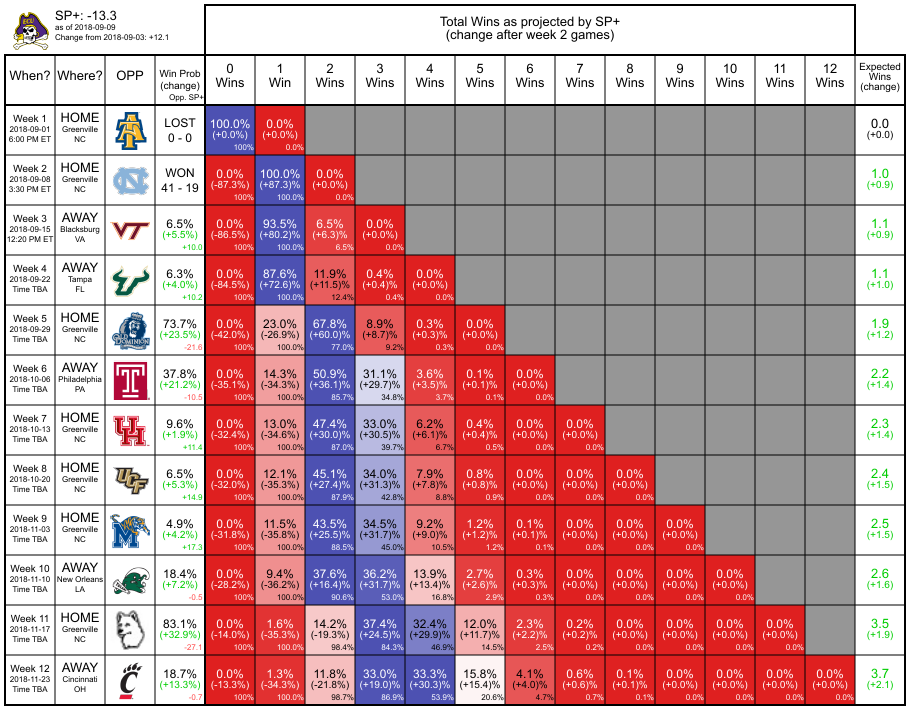 SP+: -13.3
as of 2018-09-09
Change from 2018-09-03: +12.1
Total Wins as projected by SP+
(change after week 2 games)
When? Where? OPP Win Prob (change) Opp. SP+ 0 Wins 1 Win 2 Wins 3 Wins 4 Wins 5 Wins 6 Wins 7 Wins 8 Wins 9 Wins 10 Wins 11 Wins 12 Wins Expected Wins (change)
Week 1 HOME LOST 100.0% 0.0% 0.0
2018-09-01 Greenville 0 - 0 (+0.0%) (+0.0%) (+0.0)
6:00 PM ET NC 100% 0.0%
Week 2 HOME WON 0.0% 100.0% 0.0% 1.0
2018-09-08 Greenville 41 - 19 (-87.3%) (+87.3)% (+0.0%) (+0.9)
3:30 PM ET NC 100% 100.0% 0.0%
Week 3 AWAY VT 6.5% 0.0% 93.5% 6.5% 0.0% 1.1
2018-09-15 Blacksburg (+5.5%) (-86.5%) (+80.2)% (+6.3)% (+0.0%) (+0.9)
12:20 PM ET VA +10.0 100% 100.0% 6.5% 0.0%
Week 4 AWAY 6.3% 0.0% 87.6% 11.9% 0.4% 0.0% 1.1
2018-09-22 Tampa (+4.0%) (-84.5%) (+72.6)% (+11.5)% (+0.4)% (+0.0%) (+1.0)
Time TBA FL +10.2 100% 100.0% 12.4% 0.4% 0.0%
Week 5 HOME 73.7% 0.0% 23.0% 67.8% 8.9% 0.3% 0.0% 1.9
2018-09-29 Greenville (+23.5%) (-42.0%) (-26.9%) (+60.0)% (+8.7)% (+0.3)% (+0.0%) (+1.2)
Time TBA NC -21.6 100% 100.0% 77.0% 9.2% 0.3% 0.0%
Week 6 AWAY T 37.8% 0.0% 14.3% 50.9% 31.1% 3.6% 0.1% 0.0% 2.2
2018-10-06 Philadelphia (+21.2%) (-35.1%) (-34.3%) (+36.1)% (+29.7)% (+3.5)% (+0.1)% (+0.0%) (+1.4)
Time TBA PA -10.5 100% 100.0% 85.7% 34.8% 3.7% 0.1% 0.0%
Week 7 HOME UH 9.6% 0.0% 13.0% 47.4% 33.0% 6.2% 0.4% 0.0% 0.0% 2.3
2018-10-13 Greenville (+1.9%) (-32.4%) (-34.6%) (+30.0)% (+30.5)% (+6.1)% (+0.4)% (+0.0)% (+0.0%) (+1.4)
Time TBA NC +11.4 100% 100.0% 87.0% 39.7% 6.7% 0.5% 0.0% 0.0%
Week 8 HOME UCF 6.5% 0.0% 12.1% 45.1% 34.0% 7.9% 0.8% 0.0% 0.0% 0.0% 2.4
2018-10-20 Greenville (+5.3%) (-32.0%) (-35.3%) (+27.4)% (+31.3)% (+7.8)% (+0.8)% (+0.0)% (+0.0)% (+0.0%) (+1.5)
Time TBA NC +14.9 100% 100.0% 87.9% 42.8% 8.8% 0.9% 0.0% 0.0% 0.0%
Week 9 HOME M 4.9% 0.0% 11.5% 43.5% 34.5% 9.2% 1.2% 0.1% 0.0% 0.0% 0.0% 2.5
2018-11-03 Greenville (+4.2%) (-31.8%) (-35.8%) (+25.5)% (+31.7)% (+9.0)% (+1.2)% (+0.1)% (+0.0)% (+0.0)% (+0.0%) (+1.5)
Time TBA NC +17.3 100% 100.0% 88.5% 45.0% 10.5% 1.2% 0.1% 0.0% 0.0% 0.0%
Week 10 AWAY 18.4% 0.0% 9.4% 37.6% 36.2% 13.9% 2.7% 0.3% 0.0% 0.0% 0.0% 0.0% 2.6
2018-11-10 New Orleans (+7.2%) (-28.2%) (-36.2%) (+16.4)% (+31.7)% (+13.4)% (+2.6)% (+0.3)% (+0.0)% (+0.0)% (+0.0)% (+0.0%) (+1.6)
Time TBA LA -0.5 100% 100.0% 90.6% 53.0% 16.8% 2.9% 0.3% 0.0% 0.0% 0.0% 0.0%
Week 11 HOME 83.1% 0.0% 1.6% 14.2% 37.4% 32.4% 12.0% 2.3% 0.2% 0.0% 0.0% 0.0% 0.0% 3.5
2018-11-17 Greenville (+32.9%) (-14.0%) (-35.3%) (-19.3%) (+24.5)% (+29.9)% (+11.7)% (+2.2)% (+0.2)% (+0.0)% (+0.0)% (+0.0)% (+0.0%) (+1.9)
Time TBA NC -27.1 100% 100.0% 98.4% 84.3% 46.9% 14.5% 2.5% 0.2% 0.0% 0.0% 0.0% 0.0%
Week 12 AWAY C 18.7% 0.0% 1.3% 11.8% 33.0% 33.3% 15.8% 4.1% 0.6% 0.1% 0.0% 0.0% 0.0% 0.0% 3.7
2018-11-23 Cincinnati (+13.3%) (-13.3%) (-34.3%) (-21.8%) (+19.0)% (+30.3)% (+15.4)% (+4.0)% (+0.6)% (+0.1)% (+0.0)% (+0.0)% (+0.0)% (+0.0%) (+2.1)
Time TBA OH -0.7 100% 100.0% 98.7% 86.9% 53.9% 20.6% 4.7% 0.7% 0.1% 0.0% 0.0% 0.0% 0.0%